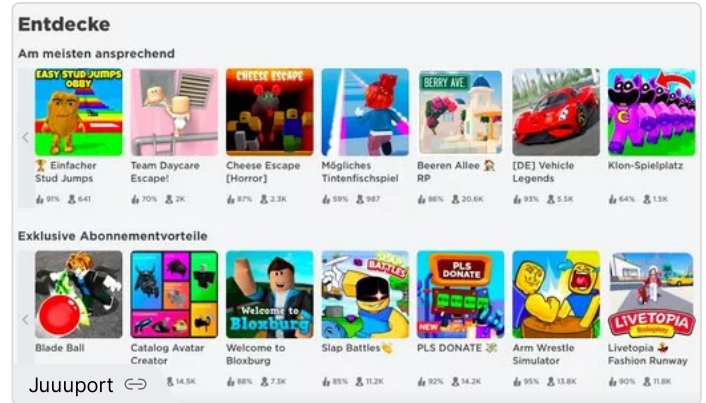 Entdecke
Am meisten ansprechend
EASY STUD JUMPS
OBBY
CHEESE ESCAPE
BERRY AVE
🏆 Einfacher
Stud Jumps
Team Daycare
Escape!
Cheese Escape
[Horror]
Mögliches
Tintenfischspiel
Beeren Allee 🏠
RP
[DE] Vehicle
Legends
Klon-Spielplatz
91% 641
70% 2K
87% 2.3K
59% 987
86% 20.6K
93% 5.5K
64% 1.5K
Exklusive Abonnementvorteile
Welcome to
Bloxburg
SLAP
BATTLES
PLS
DONATE
NEW
LIVETOPIA
Roleplay
Blade Ball
Catalog Avatar
Creator
Welcome to
Bloxburg
Slap Battles👏
PLS DONATE 💸
Arm Wrestle
Simulator
Livetopia
Fashion Runway
14.5K
88% 7.3K
85% 11.2K
92% 14.2K
95% 13.8K
90% 11.8K
Juuuport